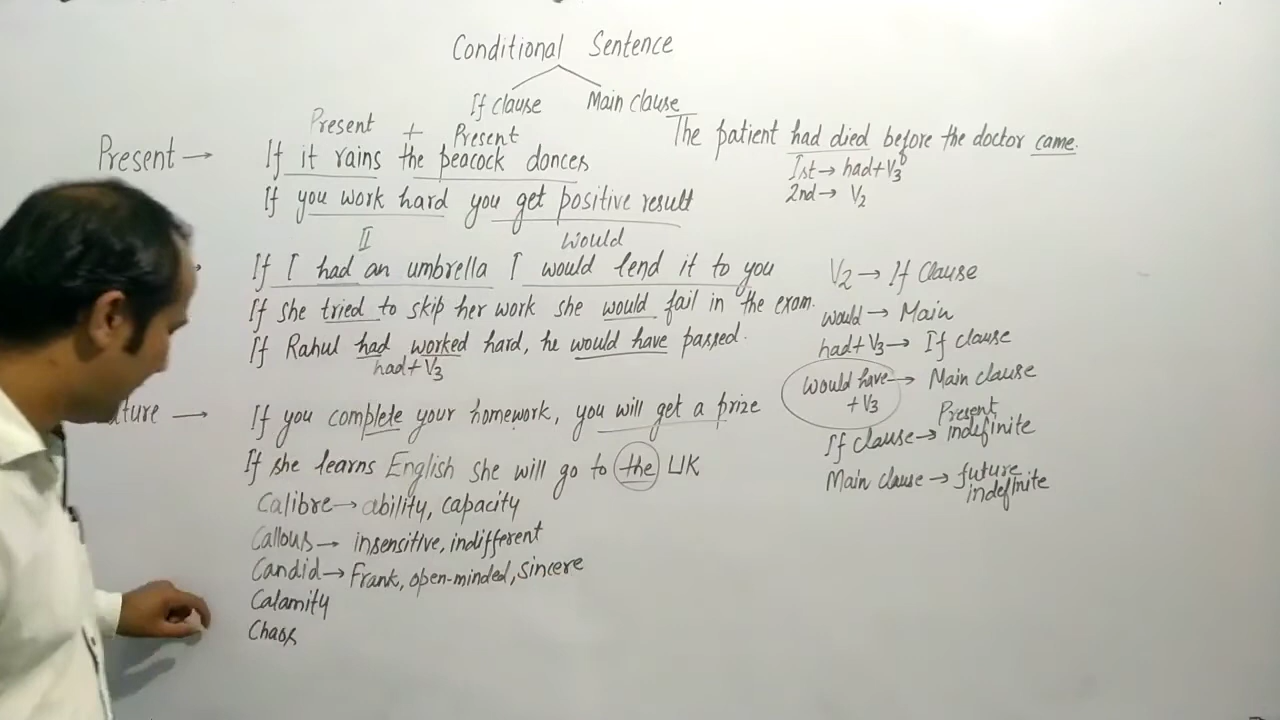 Conditional Sentence
If clause Main clause
Present + Present
Present → If it rains the peacock dances
If you work hard you get positive result
II would
If I had an umbrella I would lend it to you
If she tried to skip her work she would fail in the exam.
If Rahul had worked hard, he would have passed.
had+V3
If you complete your homework, you will get a prize
If she learns English she will go to the UK
Calibre → ability, capacity
Callous → insensitive, indifferent
Candid → Frank, open-minded, sincere
Calamity
Chaos
The patient had died before the doctor came.
Ist → had+V3
2nd → V2
V2 → If Clause
would → Main
had+V3 → If clause
would have + V3 → Main clause
If clause → Present indefinite
Main clause → future indefinite